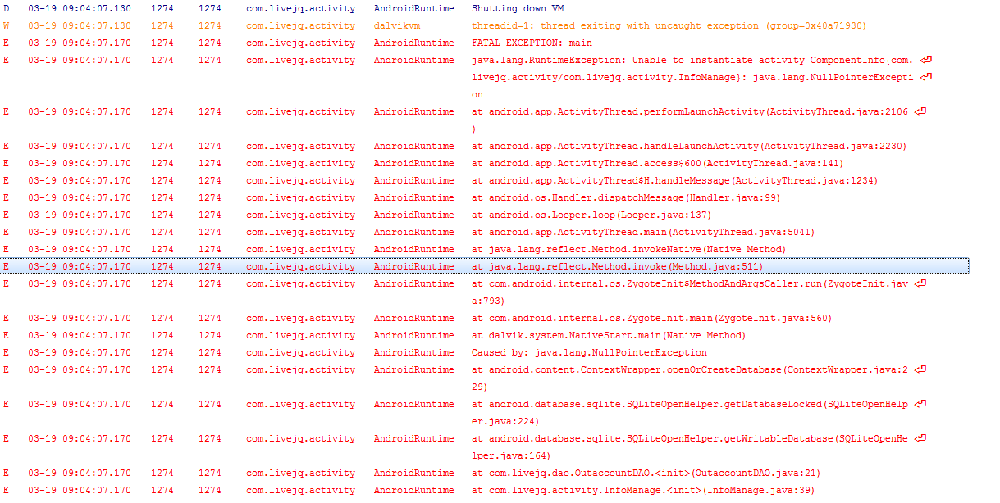 D 03-19 09:04:07.130 1274 1274 com.livejq.activity AndroidRuntime Shutting down VM
W 03-19 09:04:07.130 1274 1274 com.livejq.activity dalvikvm threadid=1: thread exiting with uncaught exception (group=0x40a71930)
E 03-19 09:04:07.170 1274 1274 com.livejq.activity AndroidRuntime FATAL EXCEPTION: main
E 03-19 09:04:07.170 1274 1274 com.livejq.activity AndroidRuntime java.lang.RuntimeException: Unable to instantiate activity ComponentInfo{com.
livejq.activity/com.livejq.activity.InfoManage}: java.lang.NullPointerExcepti
on
E 03-19 09:04:07.170 1274 1274 com.livejq.activity AndroidRuntime at android.app.ActivityThread.performLaunchActivity(ActivityThread.java:2106
)
E 03-19 09:04:07.170 1274 1274 com.livejq.activity AndroidRuntime at android.app.ActivityThread.handleLaunchActivity(ActivityThread.java:2230)
E 03-19 09:04:07.170 1274 1274 com.livejq.activity AndroidRuntime at android.app.ActivityThread.access$600(ActivityThread.java:141)
E 03-19 09:04:07.170 1274 1274 com.livejq.activity AndroidRuntime at android.app.ActivityThread$H.handleMessage(ActivityThread.java:1234)
E 03-19 09:04:07.170 1274 1274 com.livejq.activity AndroidRuntime at android.os.Handler.dispatchMessage(Handler.java:99)
E 03-19 09:04:07.170 1274 1274 com.livejq.activity AndroidRuntime at android.os.Looper.loop(Looper.java:137)
E 03-19 09:04:07.170 1274 1274 com.livejq.activity AndroidRuntime at android.app.ActivityThread.main(ActivityThread.java:5041)
E 03-19 09:04:07.170 1274 1274 com.livejq.activity AndroidRuntime at java.lang.reflect.Method.invokeNative(Native Method)
E 03-19 09:04:07.170 1274 1274 com.livejq.activity AndroidRuntime at java.lang.reflect.Method.invoke(Method.java:511)
E 03-19 09:04:07.170 1274 1274 com.livejq.activity AndroidRuntime at com.android.internal.os.ZygoteInit$MethodAndArgsCaller.run(ZygoteInit.jav
a:793)
E 03-19 09:04:07.170 1274 1274 com.livejq.activity AndroidRuntime at com.android.internal.os.ZygoteInit.main(ZygoteInit.java:560)
E 03-19 09:04:07.170 1274 1274 com.livejq.activity AndroidRuntime at dalvik.system.NativeStart.main(Native Method)
E 03-19 09:04:07.170 1274 1274 com.livejq.activity AndroidRuntime Caused by: java.lang.NullPointerException
E 03-19 09:04:07.170 1274 1274 com.livejq.activity AndroidRuntime at android.content.ContextWrapper.openOrCreateDatabase(ContextWrapper.java:2
29)
E 03-19 09:04:07.170 1274 1274 com.livejq.activity AndroidRuntime at android.database.sqlite.SQLiteOpenHelper.getDatabaseLocked(SQLiteOpenHelp
er.java:224)
E 03-19 09:04:07.170 1274 1274 com.livejq.activity AndroidRuntime at android.database.sqlite.SQLiteOpenHelper.getWritableDatabase(SQLiteOpenHe
lper.java:164)
E 03-19 09:04:07.170 1274 1274 com.livejq.activity AndroidRuntime at com.livejq.dao.OutaccountDAO.<init>(OutaccountDAO.java:21)
E 03-19 09:04:07.170 1274 1274 com.livejq.activity AndroidRuntime at com.livejq.activity.InfoManage.<init>(InfoManage.java:39)